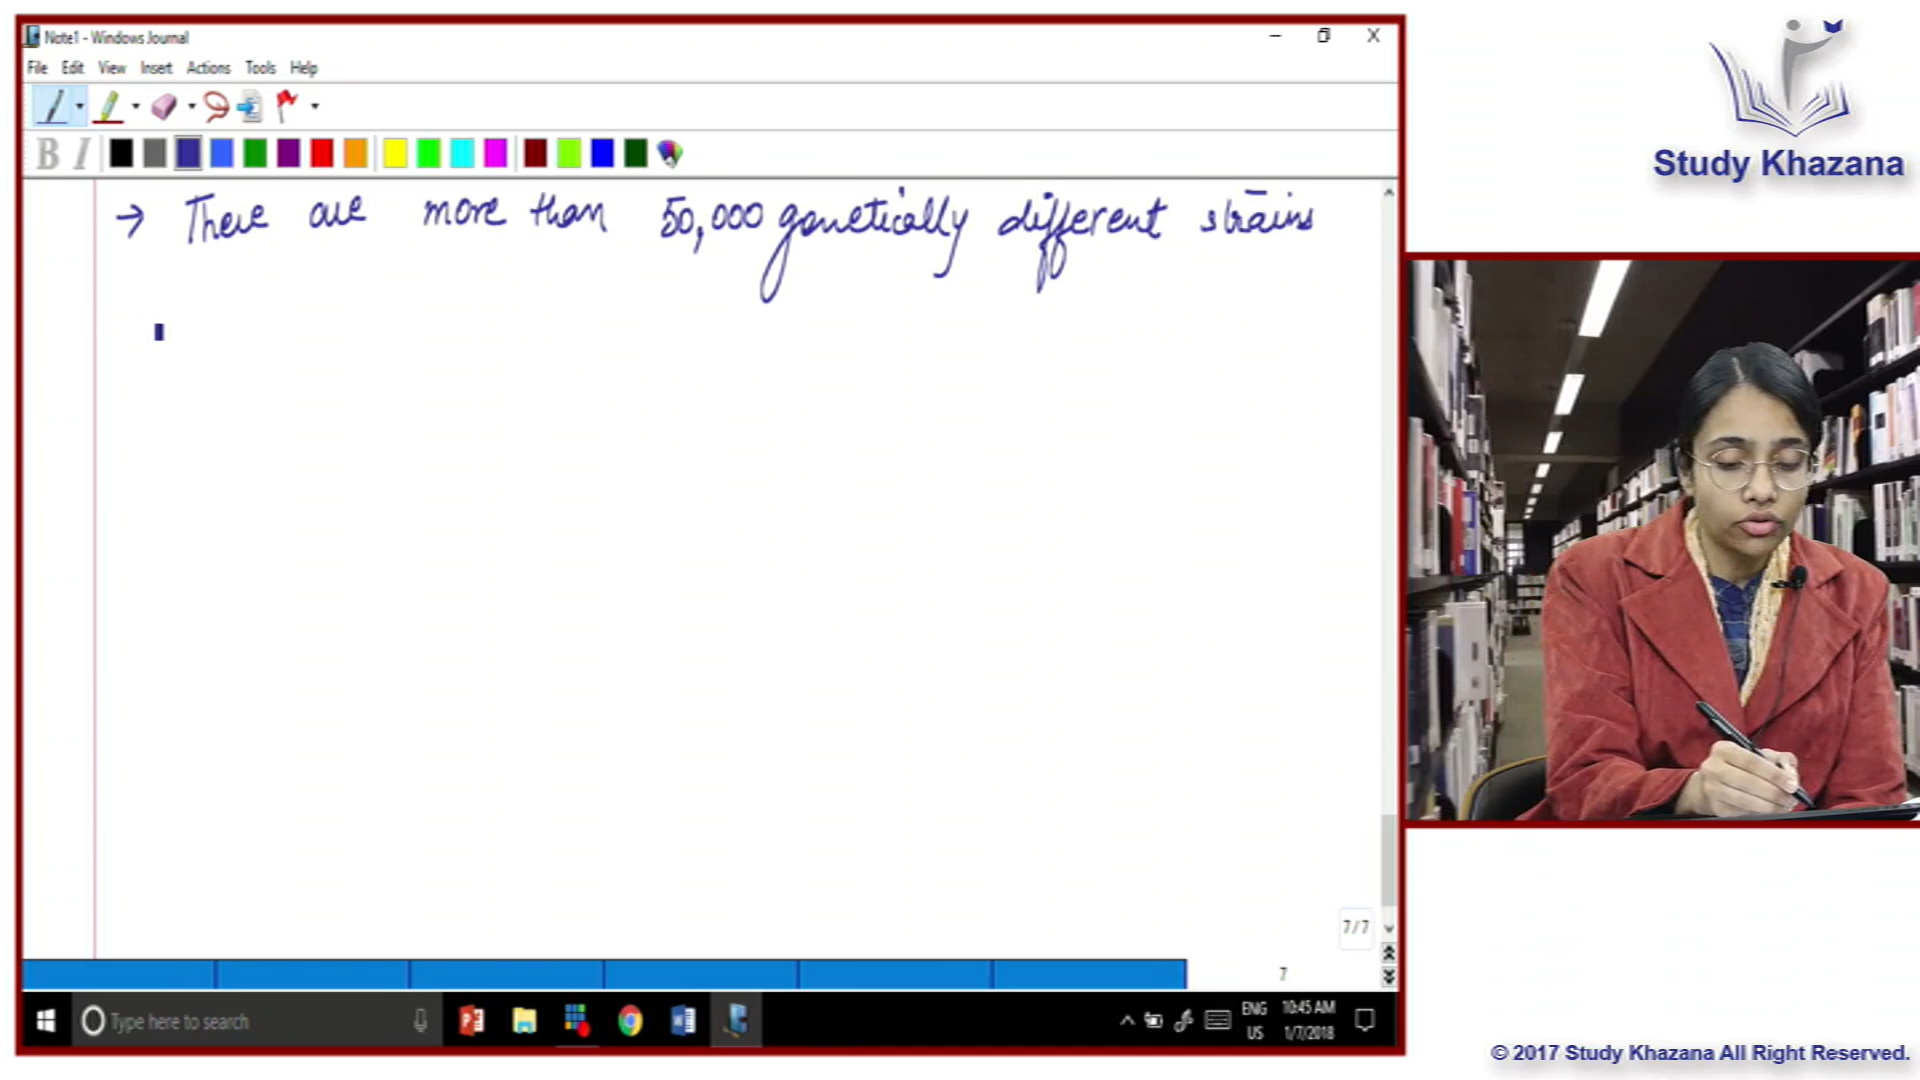 Note1 - Windows Journal
File Edit View Insert Actions Tools Help
B I
→ There are more than 50,000 genetically different strains
7/7
7
Type here to search
ENG
US
10:45 AM
1/7/2018
Study Khazana
© 2017 Study Khazana All Right Reserved.